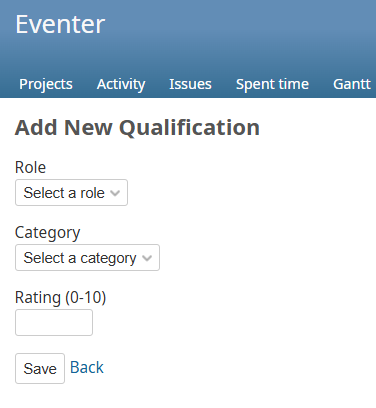 Eventer
Projects Activity Issues Spent time Gantt
Add New Qualification
Role
Select a role
Category
Select a category
Rating (0-10)
Save Back